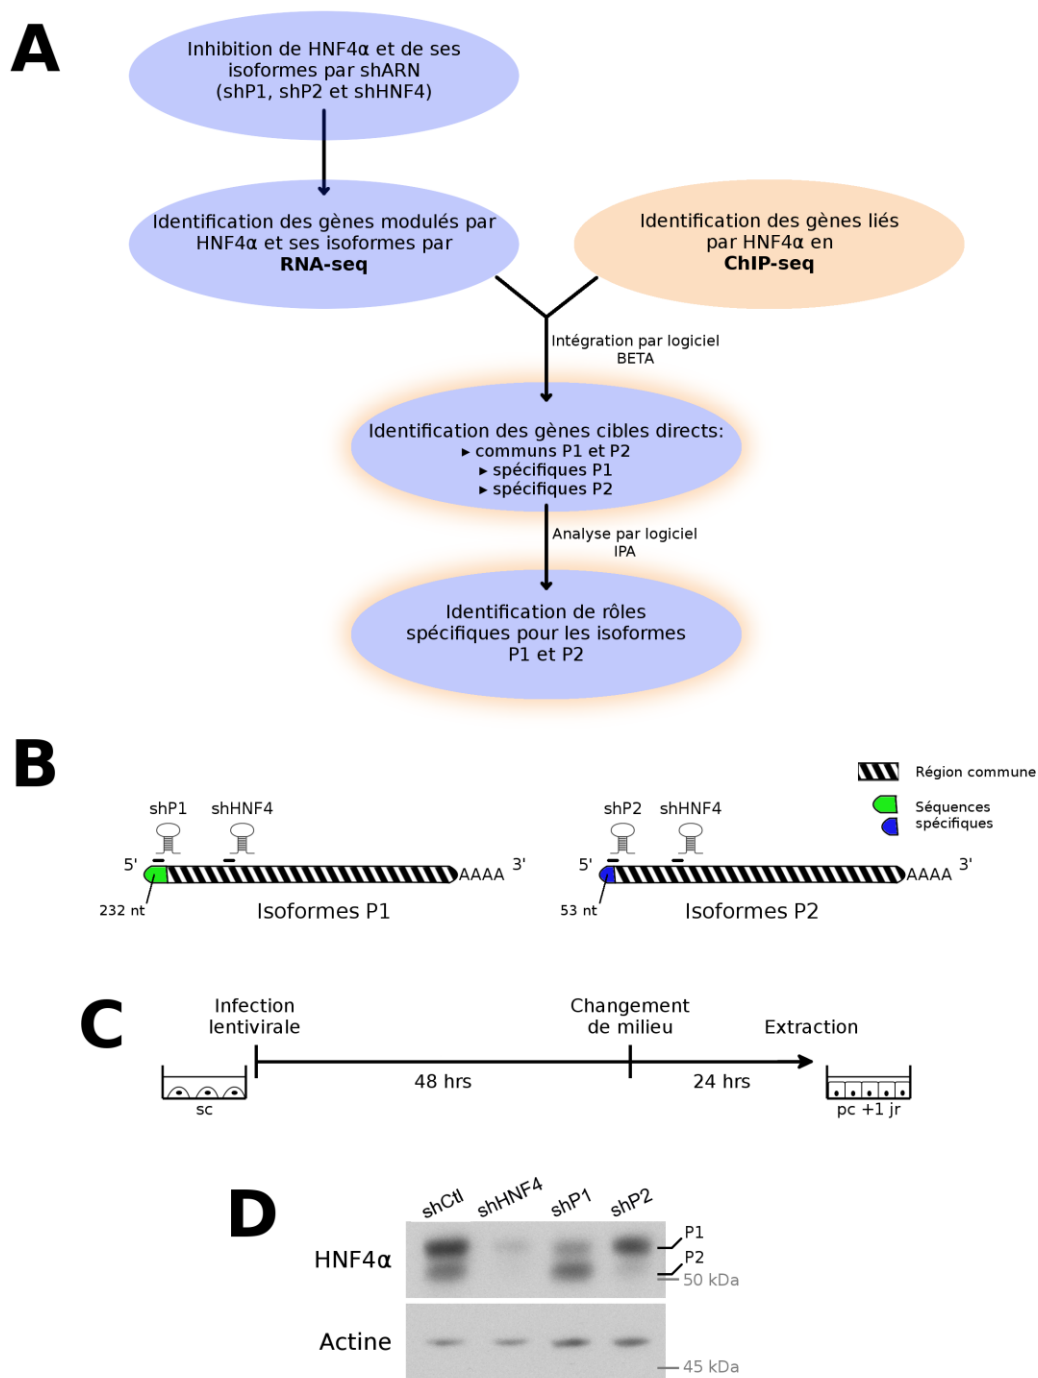 A
Inhibition de HNF4α et de ses
isoformes par shARN
(shP1, shP2 et shHNF4)
Identification des gènes modulés par
HNF4α et ses isoformes par
RNA-seq
Identification des gènes liés
par HNF4α en
ChIP-seq
Intégration par logiciel
BETA
Identification des gènes cibles directs:
▸ communs P1 et P2
▸ spécifiques P1
▸ spécifiques P2
Analyse par logiciel
IPA
Identification de rôles
spécifiques pour les isoformes
P1 et P2
B
Région commune
Séquences
spécifiques
shP1 shHNF4
5' AAAA 3'
232 nt
Isoformes P1
shP2 shHNF4
5' AAAA 3'
53 nt
Isoformes P2
C
Infection
lentivirale
Changement
de milieu
Extraction
48 hrs
24 hrs
sc
pc +1 jr
D
shCtl shHNF4 shP1 shP2
HNF4α
P1
P2
50 kDa
Actine
45 kDa